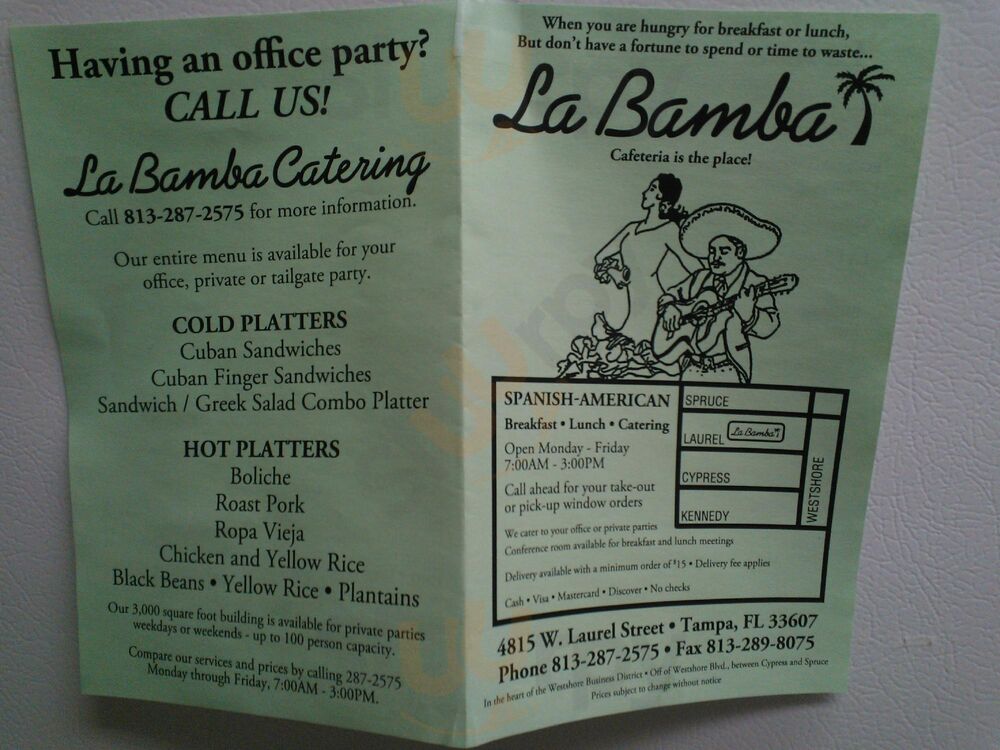 Having an office party?
CALL US!
La Bamba Catering
Call 813-287-2575 for more information.
Our entire menu is available for your
office, private or tailgate party.
COLD PLATTERS
Cuban Sandwiches
Cuban Finger Sandwiches
Sandwich / Greek Salad Combo Platter
HOT PLATTERS
Boliche
Roast Pork
Ropa Vieja
Chicken and Yellow Rice
Black Beans • Yellow Rice • Plantains
Our 3,000 square foot building is available for private parties
weekdays or weekends - up to 100 person capacity.
Compare our services and prices by calling 287-2575
Monday through Friday, 7:00AM - 3:00PM.
When you are hungry for breakfast or lunch,
But don't have a fortune to spend or time to waste...
La Bamba
Cafeteria is the place!
SPANISH-AMERICAN
Breakfast • Lunch • Catering
Open Monday - Friday
7:00AM - 3:00PM
Call ahead for your take-out
or pick-up window orders
We cater to your office or private parties
Conference room available for breakfast and lunch meetings
Delivery available with a minimum order of $15 • Delivery fee applies
Cash • Visa • Mastercard • Discover • No checks
SPRUCE
LAUREL La Bamba
CYPRESS
KENNEDY
WESTSHORE
4815 W. Laurel Street • Tampa, FL 33607
Phone 813-287-2575 • Fax 813-289-8075
In the heart of the Westshore Business District • Off of Westshore Blvd., between Cypress and Spruce
Prices subject to change without notice